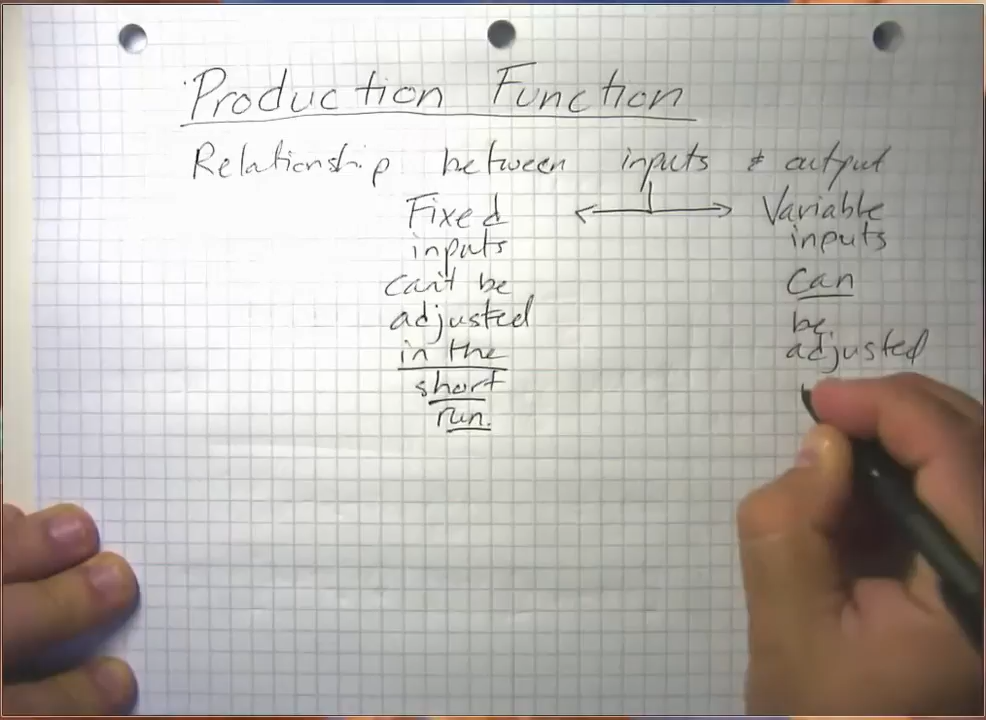 Production Function
Relationship between inputs & output
Fixed
inputs
can't be
adjusted
in the
short
run.
Variable
inputs
can
be
adjusted